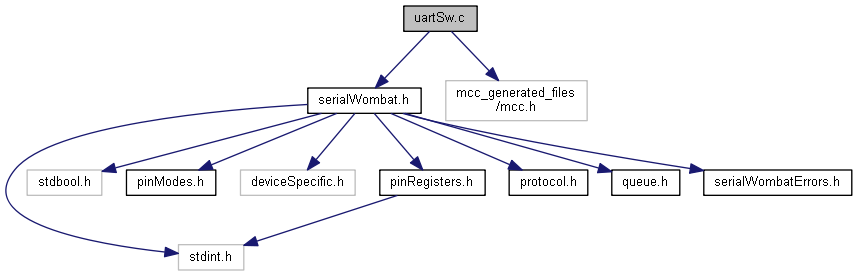 uartSw.c
serialWombat.h
mcc_generated_files
/mcc.h
stdbool.h
pinModes.h
deviceSpecific.h
pinRegisters.h
protocol.h
queue.h
serialWombatErrors.h
stdint.h